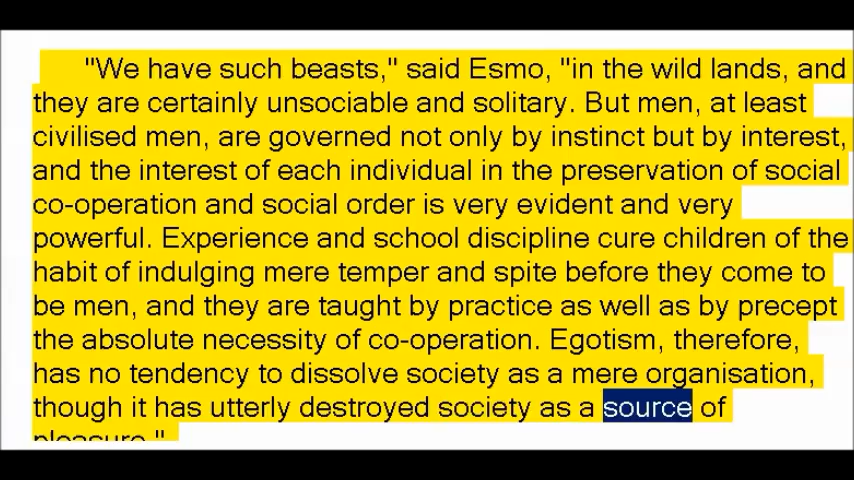 "We have such beasts," said Esmo, "in the wild lands, and
they are certainly unsociable and solitary. But men, at least
civilised men, are governed not only by instinct but by interest,
and the interest of each individual in the preservation of social
co-operation and social order is very evident and very
powerful. Experience and school discipline cure children of the
habit of indulging mere temper and spite before they come to
be men, and they are taught by practice as well as by precept
the absolute necessity of co-operation. Egotism, therefore,
has no tendency to dissolve society as a mere organisation,
though it has utterly destroyed society as a source of
pleasure."